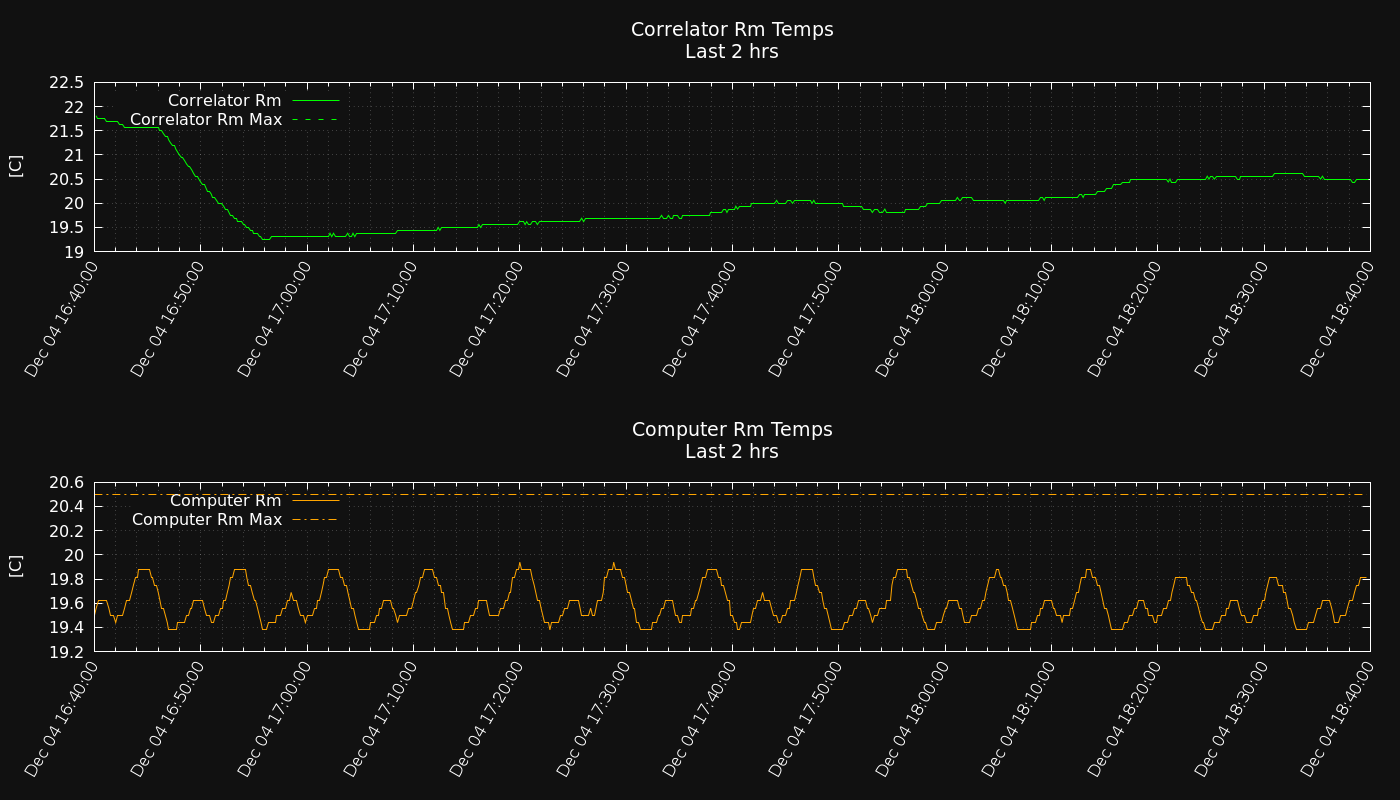 Correlator Rm Temps
Last 2 hrs
22.5
22
21.5
21
20.5
20
19.5
19
[C]
Correlator Rm
Correlator Rm Max
Dec 04 16:40:00
Dec 04 16:50:00
Dec 04 17:00:00
Dec 04 17:10:00
Dec 04 17:20:00
Dec 04 17:30:00
Dec 04 17:40:00
Dec 04 17:50:00
Dec 04 18:00:00
Dec 04 18:10:00
Dec 04 18:20:00
Dec 04 18:30:00
Dec 04 18:40:00
Computer Rm Temps
Last 2 hrs
20.6
20.4
20.2
20
19.8
19.6
19.4
19.2
[C]
Computer Rm
Computer Rm Max
Dec 04 16:40:00
Dec 04 16:50:00
Dec 04 17:00:00
Dec 04 17:10:00
Dec 04 17:20:00
Dec 04 17:30:00
Dec 04 17:40:00
Dec 04 17:50:00
Dec 04 18:00:00
Dec 04 18:10:00
Dec 04 18:20:00
Dec 04 18:30:00
Dec 04 18:40:00